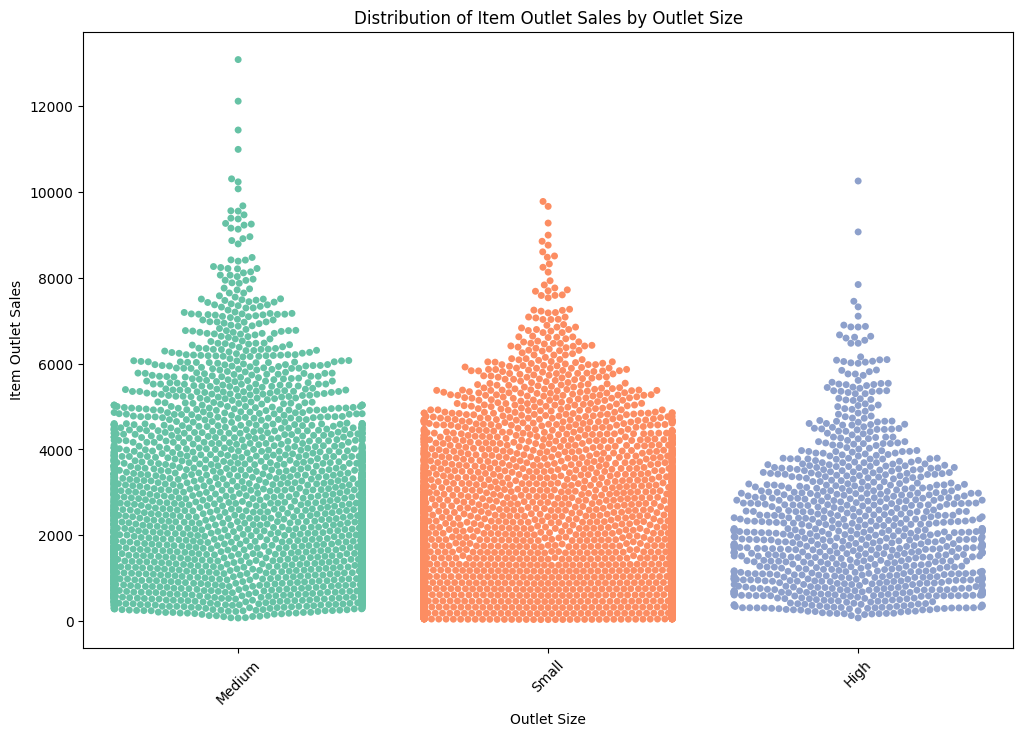 Distribution of Item Outlet Sales by Outlet Size
Item Outlet Sales
12000
10000
8000
6000
4000
2000
0
Medium
Small
High
Outlet Size